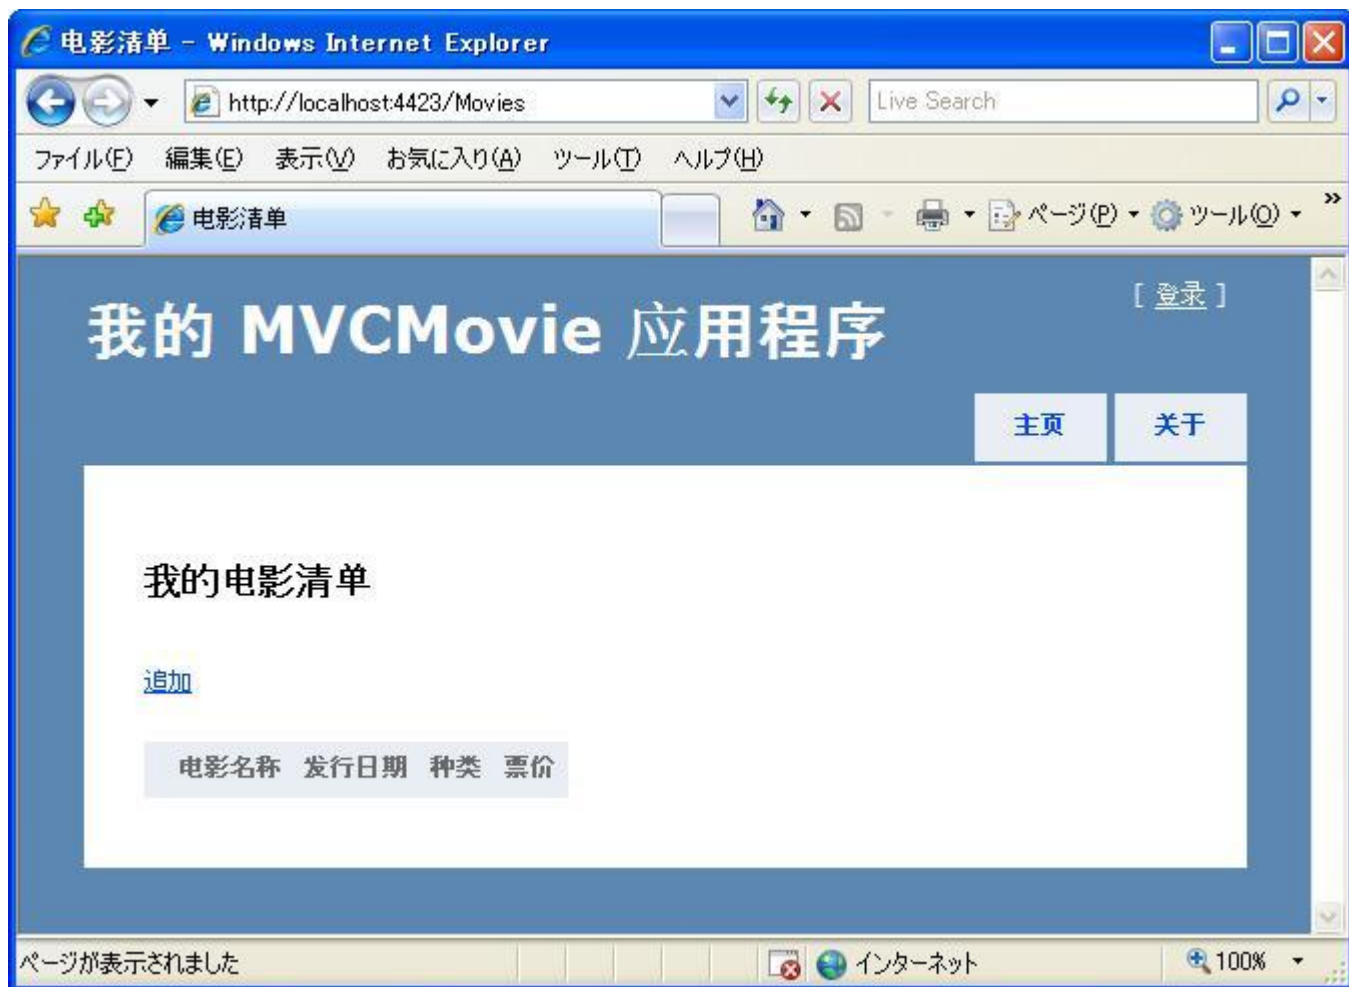 电影清单 - Windows Internet Explorer
http://localhost:4423/Movies
Live Search
ファイル(F) 編集(E) 表示(V) お気に入り(A) ツール(T) ヘルプ(H)
电影清单
ページ(P)
ツール(O)
»
[ 登录 ]
我的 MVCMovie 应用程序
主页 关于
我的电影清单
追加
电影名称 发行日期 种类 票价
ページが表示されました
インターネット
100%